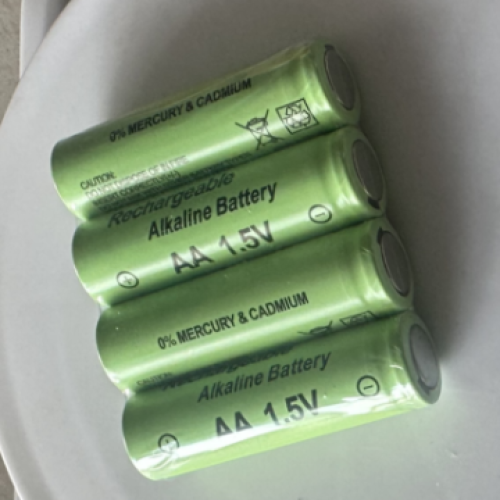 0% MERCURY & CADMIUM
CAUTION:
Rechargeable
Alkaline Battery
AA 1.5V
0% MERCURY & CADMIUM
Alkaline Battery
AA 1.5V